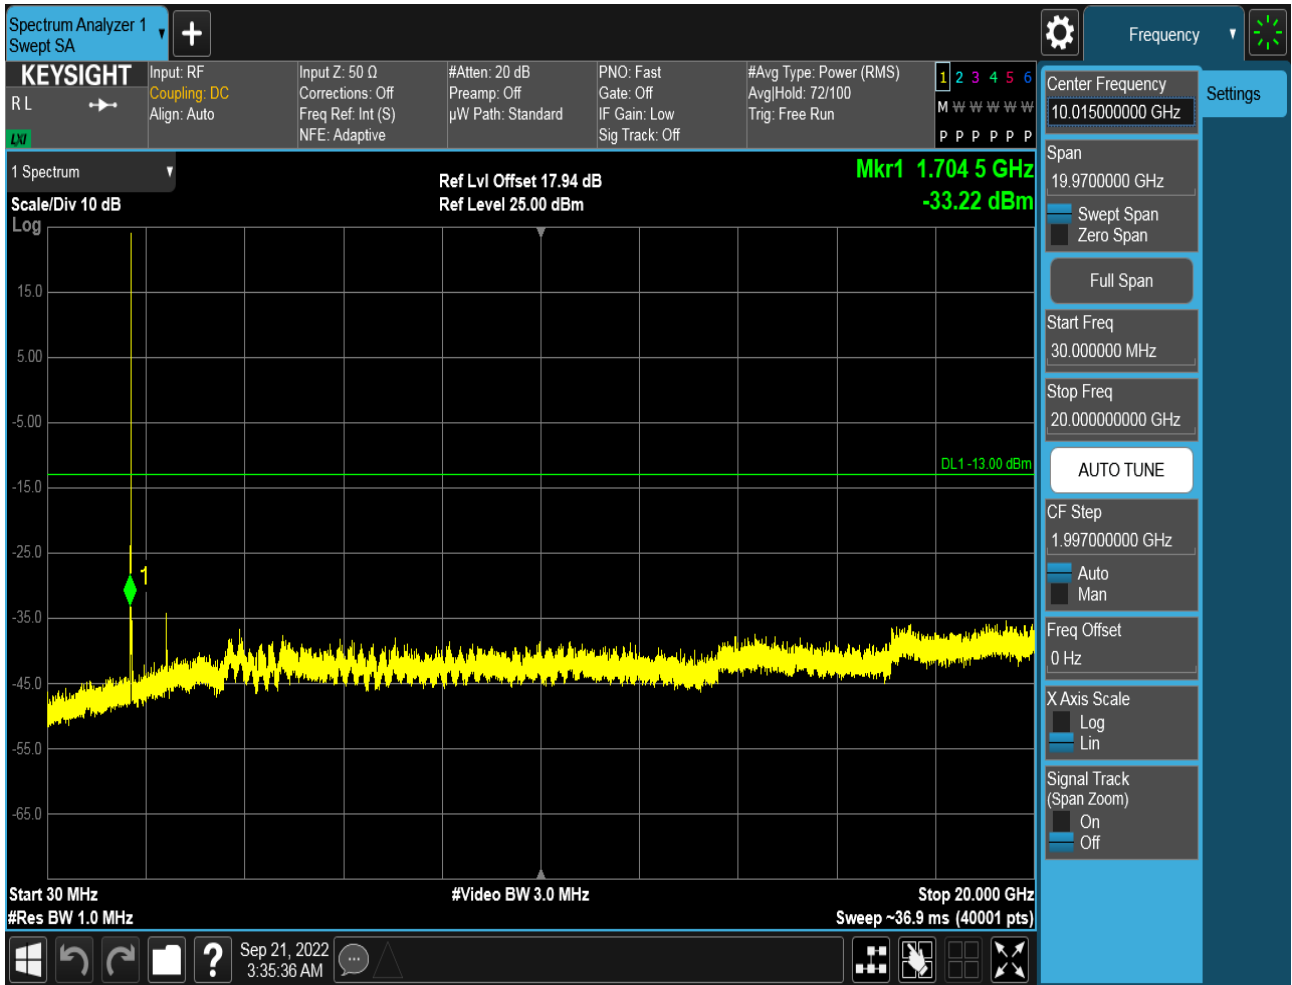 Spectrum Analyzer 1
Swept SA
Frequency
KEYSIGHT
R L
LXI
Input: RF
Coupling: DC
Align: Auto
Input Z: 50 Ω
Corrections: Off
Freq Ref: Int (S)
NFE: Adaptive
#Atten: 20 dB
Preamp: Off
µW Path: Standard
PNO: Fast
Gate: Off
IF Gain: Low
Sig Track: Off
#Avg Type: Power (RMS)
Avg|Hold: 72/100
Trig: Free Run
1 2 3 4 5 6
M W W W W W
P P P P P P
1 Spectrum
Scale/Div 10 dB
Log
Ref Lvl Offset 17.94 dB
Ref Level 25.00 dBm
Mkr1 1.704 5 GHz
-33.22 dBm
15.0
5.00
-5.00
-15.0
-25.0
-35.0
-45.0
-55.0
-65.0
DL1 -13.00 dBm
1
Start 30 MHz
#Res BW 1.0 MHz
#Video BW 3.0 MHz
Stop 20.000 GHz
Sweep ~36.9 ms (40001 pts)
Center Frequency
10.015000000 GHz
Settings
Span
19.9700000 GHz
Swept Span
Zero Span
Full Span
Start Freq
30.000000 MHz
Stop Freq
20.000000000 GHz
AUTO TUNE
CF Step
1.997000000 GHz
Auto
Man
Freq Offset
0 Hz
X Axis Scale
Log
Lin
Signal Track
(Span Zoom)
On
Off
?
Sep 21, 2022
3:35:36 AM